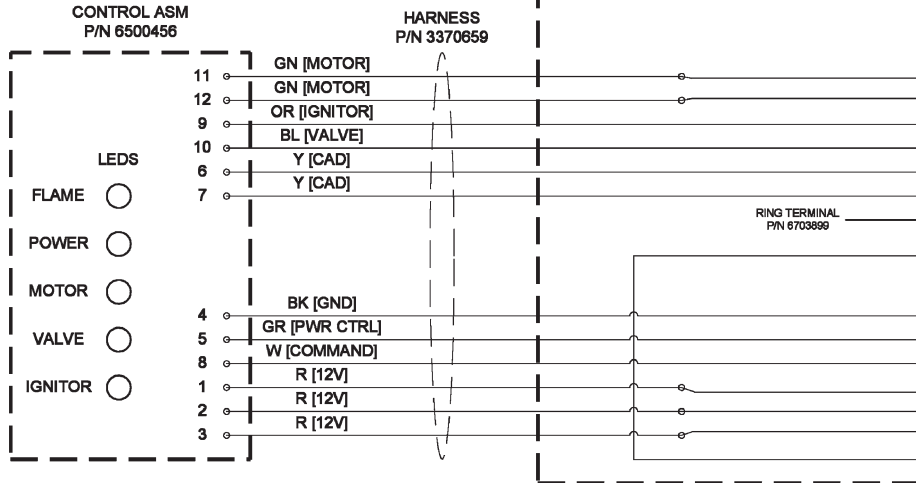 CONTROL ASM
P/N 6500456
HARNESS
P/N 3370659
11 GN [MOTOR]
12 GN [MOTOR]
9 OR [IGNITOR]
10 BL [VALVE]
6 Y [CAD]
7 Y [CAD]
LEDS
FLAME
POWER
MOTOR
VALVE
IGNITOR
RING TERMINAL
P/N 6703899
4 BK [GND]
5 GR [PWR CTRL]
8 W [COMMAND]
1 R [12V]
2 R [12V]
3 R [12V]